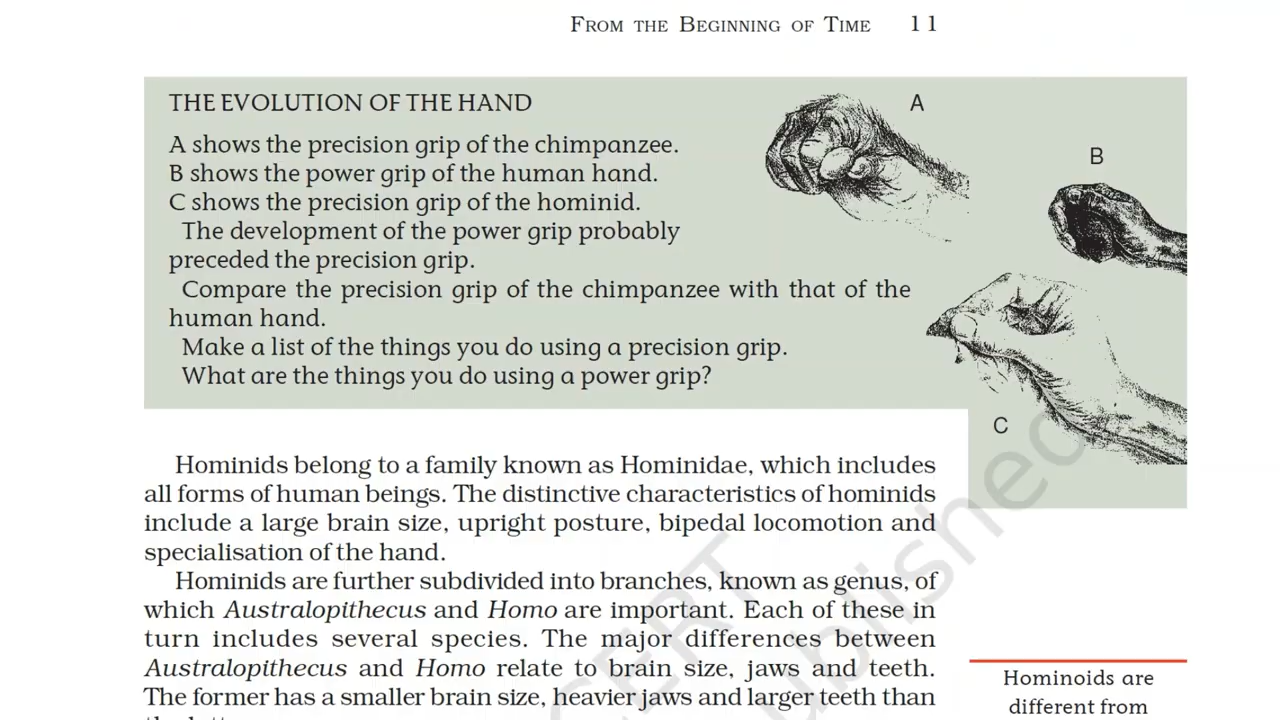 FROM THE BEGINNING OF TIME 11
THE EVOLUTION OF THE HAND
A shows the precision grip of the chimpanzee.
B shows the power grip of the human hand.
C shows the precision grip of the hominid.
The development of the power grip probably
preceded the precision grip.
Compare the precision grip of the chimpanzee with that of the
human hand.
Make a list of the things you do using a precision grip.
What are the things you do using a power grip?
A
B
C
Hominids belong to a family known as Hominidae, which includes
all forms of human beings. The distinctive characteristics of hominids
include a large brain size, upright posture, bipedal locomotion and
specialisation of the hand.
Hominids are further subdivided into branches, known as genus, of
which Australopithecus and Homo are important. Each of these in
turn includes several species. The major differences between
Australopithecus and Homo relate to brain size, jaws and teeth.
The former has a smaller brain size, heavier jaws and larger teeth than
Hominoids are
different from